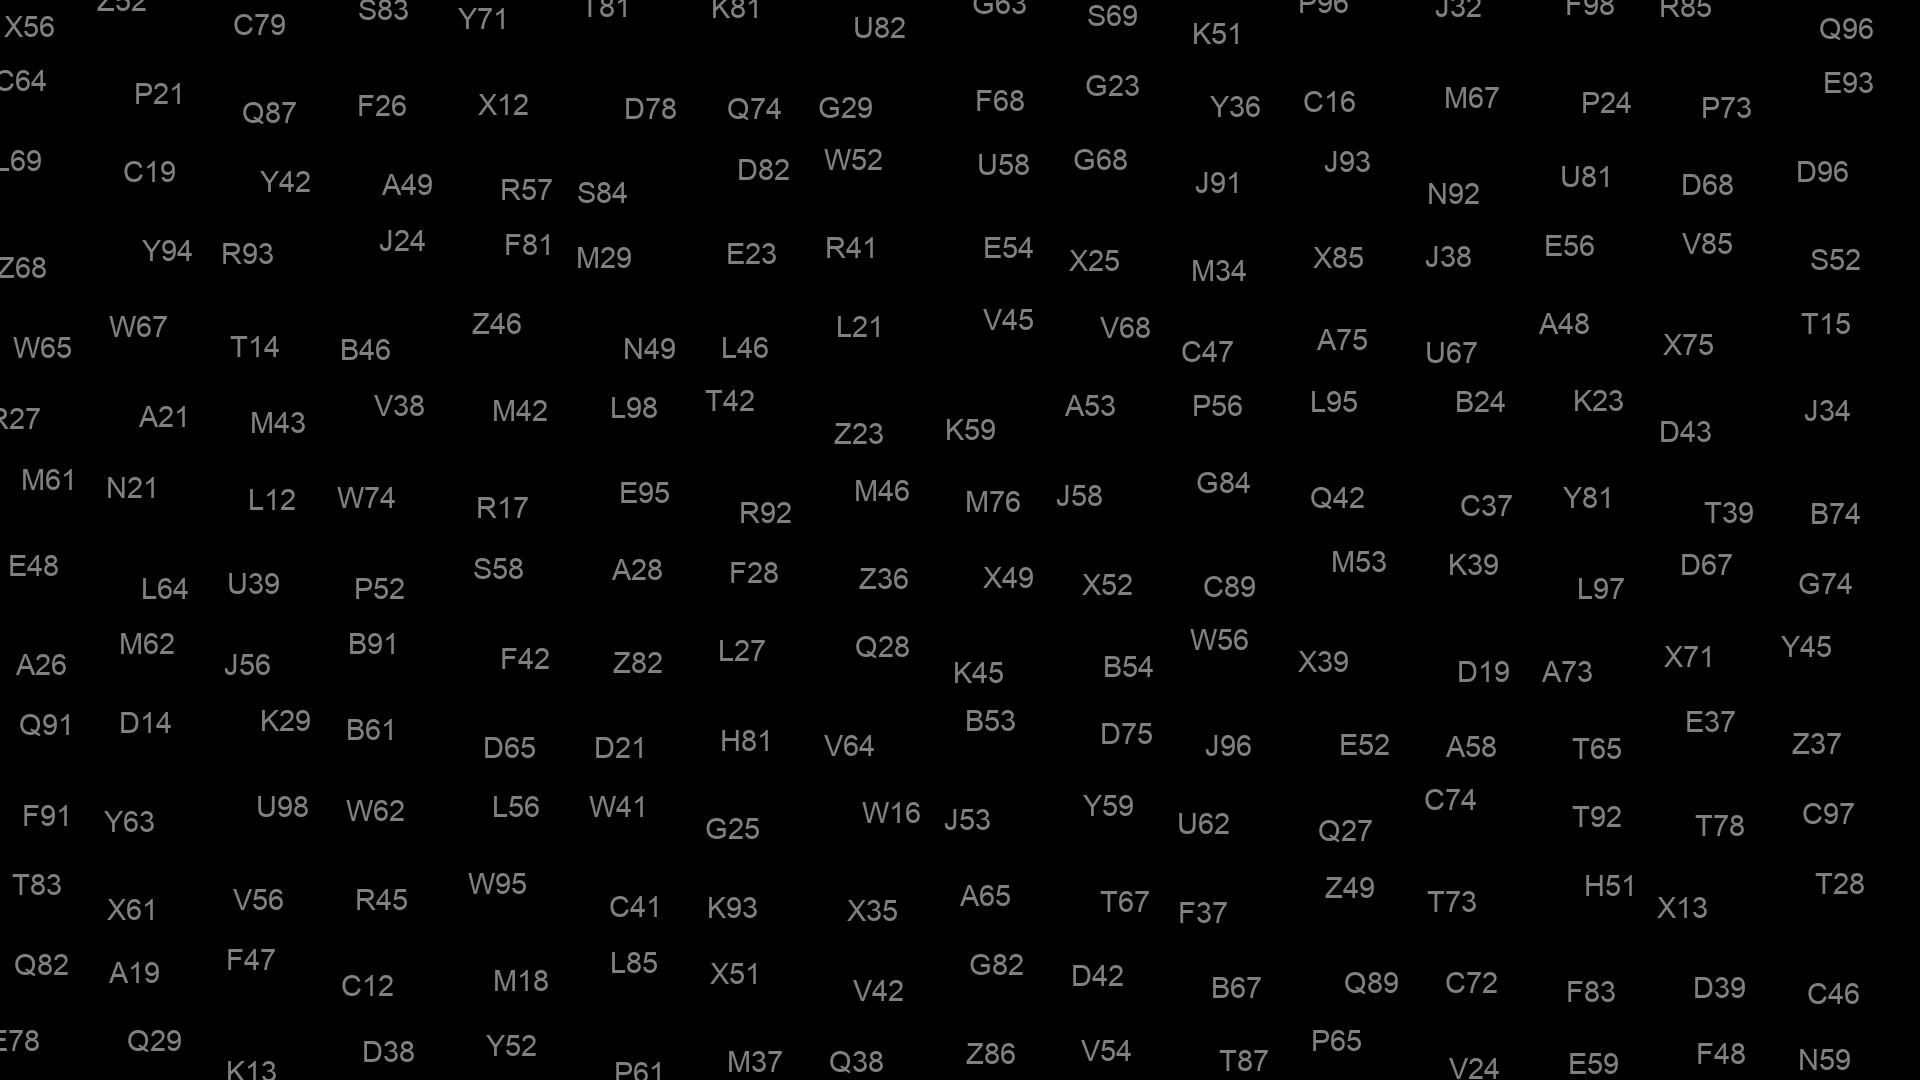 X56 Z52 C79 S83 Y71 T81 K81 U82 G63 S69 K51 P96 J32 F98 R85 Q96
C64 P21 Q87 F26 X12 D78 Q74 G29 F68 G23 Y36 C16 M67 P24 P73 E93
L69 C19 Y42 A49 R57 S84 D82 W52 U58 G68 J91 J93 N92 U81 D68 D96
Z68 Y94 R93 J24 F81 M29 E23 R41 E54 X25 M34 X85 J38 E56 V85 S52
W65 W67 T14 B46 Z46 N49 L46 L21 V45 V68 C47 A75 U67 A48 X75 T15
R27 A21 M43 V38 M42 L98 T42 Z23 K59 A53 P56 L95 B24 K23 D43 J34
M61 N21 L12 W74 R17 E95 R92 M46 M76 J58 G84 Q42 C37 Y81 T39 B74
E48 L64 U39 P52 S58 A28 F28 Z36 X49 X52 C89 M53 K39 L97 D67 G74
A26 M62 J56 B91 F42 Z82 L27 Q28 K45 B54 W56 X39 D19 A73 X71 Y45
Q91 D14 K29 B61 D65 D21 H81 V64 B53 D75 J96 E52 A58 T65 E37 Z37
F91 Y63 U98 W62 L56 W41 G25 W16 J53 Y59 U62 Q27 C74 T92 T78 C97
T83 X61 V56 R45 W95 C41 K93 X35 A65 T67 F37 Z49 T73 H51 X13 T28
Q82 A19 F47 C12 M18 L85 X51 V42 G82 D42 B67 Q89 C72 F83 D39 C46
E78 Q29 K13 D38 Y52 P61 M37 Q38 Z86 V54 T87 P65 V24 E59 F48 N59